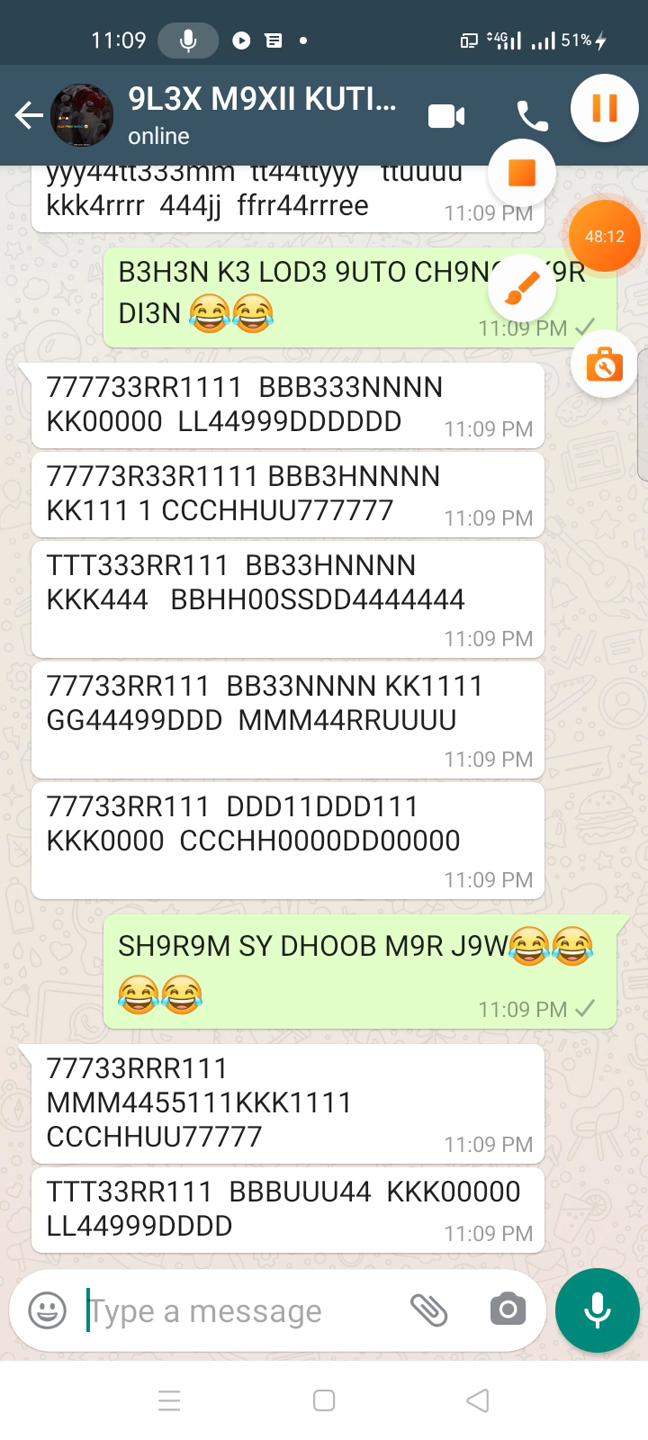 11:09
4G
51%
9L3X M9XII KUTI...
online
yyy44tt333mm tt44ttyyy ttuuuu
kkk4rrrr 444jj ffrr44rrree
11:09 PM
B3H3N K3 LOD3 9UTO
DI3N 😂😂
11:09 PM
777733RR1111 BBB333NNNN
KK00000 LL44999DDDDDD
11:09 PM
48:12
77773R33R1111 BBB3HNNNN
KK111 1 CCCHHUU777777
11:09 PM
TTT333RR111 BB33HNNNN
KKK444 BBHH00SSDD4444444
11:09 PM
77733RR111 BB33NNNN KK1111
GG44499DDD MMM44RRUUUU
11:09 PM
77733RR111 DDD11DDD111
KKK0000 CCCHH0000DD00000
11:09 PM
SH9R9M SY DHOOB M9R J9W😂😂
😂😂
11:09 PM
77733RRR111
MMM4455111KKK1111
CCCHHUU77777
11:09 PM
TTT33RR111 BBBUUU44 KKK00000
LL44999DDDD
11:09 PM
Type a message